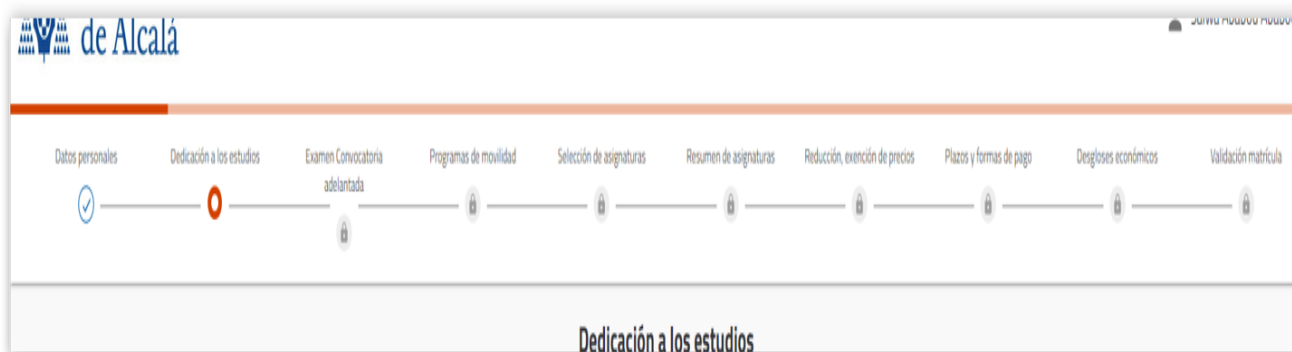 de Alcalá
Datos personales
Dedicación a los estudios
Examen Convocatoria
adelantada
Programas de movilidad
Selección de asignaturas
Resumen de asignaturas
Reducción, exención de precios
Plazos y formas de pago
Desgloses económicos
Validación matrícula
Dedicación a los estudios